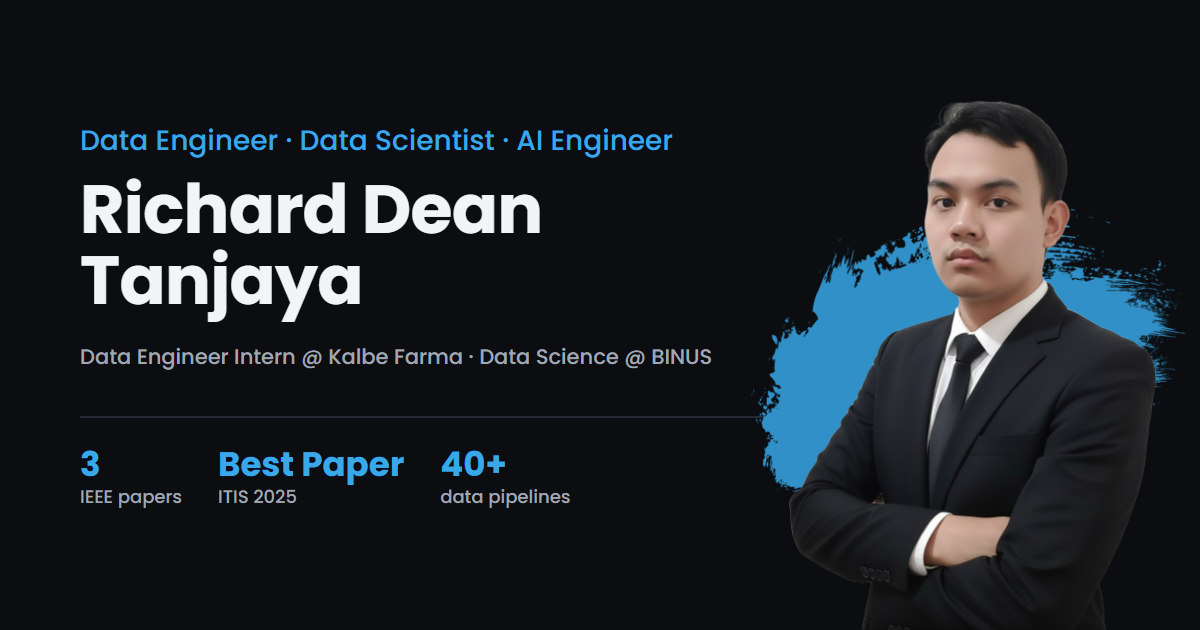 Data Engineer · Data Scientist · AI Engineer
Richard Dean
Tanjaya
Data Engineer Intern @ Kalbe Farma · Data Science @ BINUS
3
IEEE papers
Best Paper
ITIS 2025
40+
data pipelines